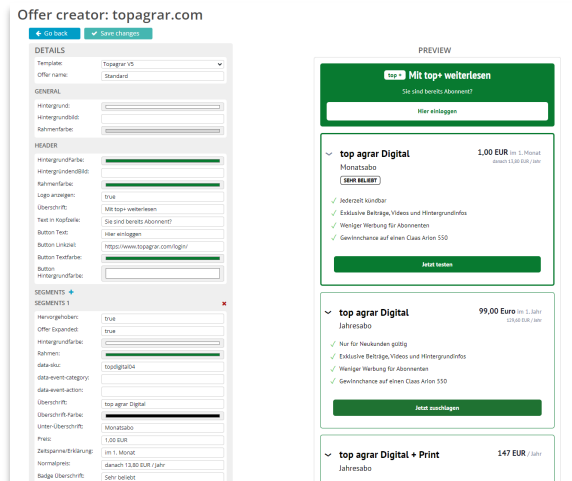 Offer creator: topagrar.com
Go back
Save changes
DETAILS
Template: Topagrar V5
Offer name: Standard
GENERAL
Hintergrund:
Hintergrundbild:
Rahmenfarbe:
HEADER
Hintergrundfarbe:
HintergründendBild:
Rahmenfarbe:
Logo anzeigen: true
Überschrift: Mit top+ weiterlesen
Text in Kopfzeile: Sie sind bereits Abonnent?
Button Text: Hier einloggen
Button Linkziel: https://www.topagrar.com/login/
Button Textfarbe:
Button
Hintergrundfarbe:
SEGMENTS +
SEGMENTS 1
Hervorgehoben: true
Offer Expanded: true
Hintergrundfarbe:
Rahmen:
data-sku: topdigital04
data-event-category:
data-event-action:
Überschrift: top agrar Digital
Überschrift-Farbe:
Unter-Überschrift: Monatsabo
Preis: 1,00 EUR
Zeitspanne/Erklärung: im 1. Monat
Normalpreis: danach 13,80 EUR / Jahr
Badge Überschrift: Sehr beliebt
PREVIEW
top + Mit top+ weiterlesen
Sie sind bereits Abonnent?
Hier einloggen
top agrar Digital 1,00 EUR im 1. Monat
danach 13,80 EUR / Jahr
Monatsabo
SEHR BELIEBT
Jederzeit kündbar
Exklusive Beiträge, Videos und Hintergrundinfos
Weniger Werbung für Abonnenten
Gewinnchance auf einen Claas Arion 550
Jetzt testen
top agrar Digital 99,00 Euro im 1. Jahr
129,60 EUR / Jahr
Jahresabo
Nur für Neukunden gültig
Exklusive Beiträge, Videos und Hintergrundinfos
Weniger Werbung für Abonnenten
Gewinnchance auf einen Claas Arion 550
Jetzt zuschlagen
top agrar Digital + Print 147 EUR / Jahr
Jahresabo